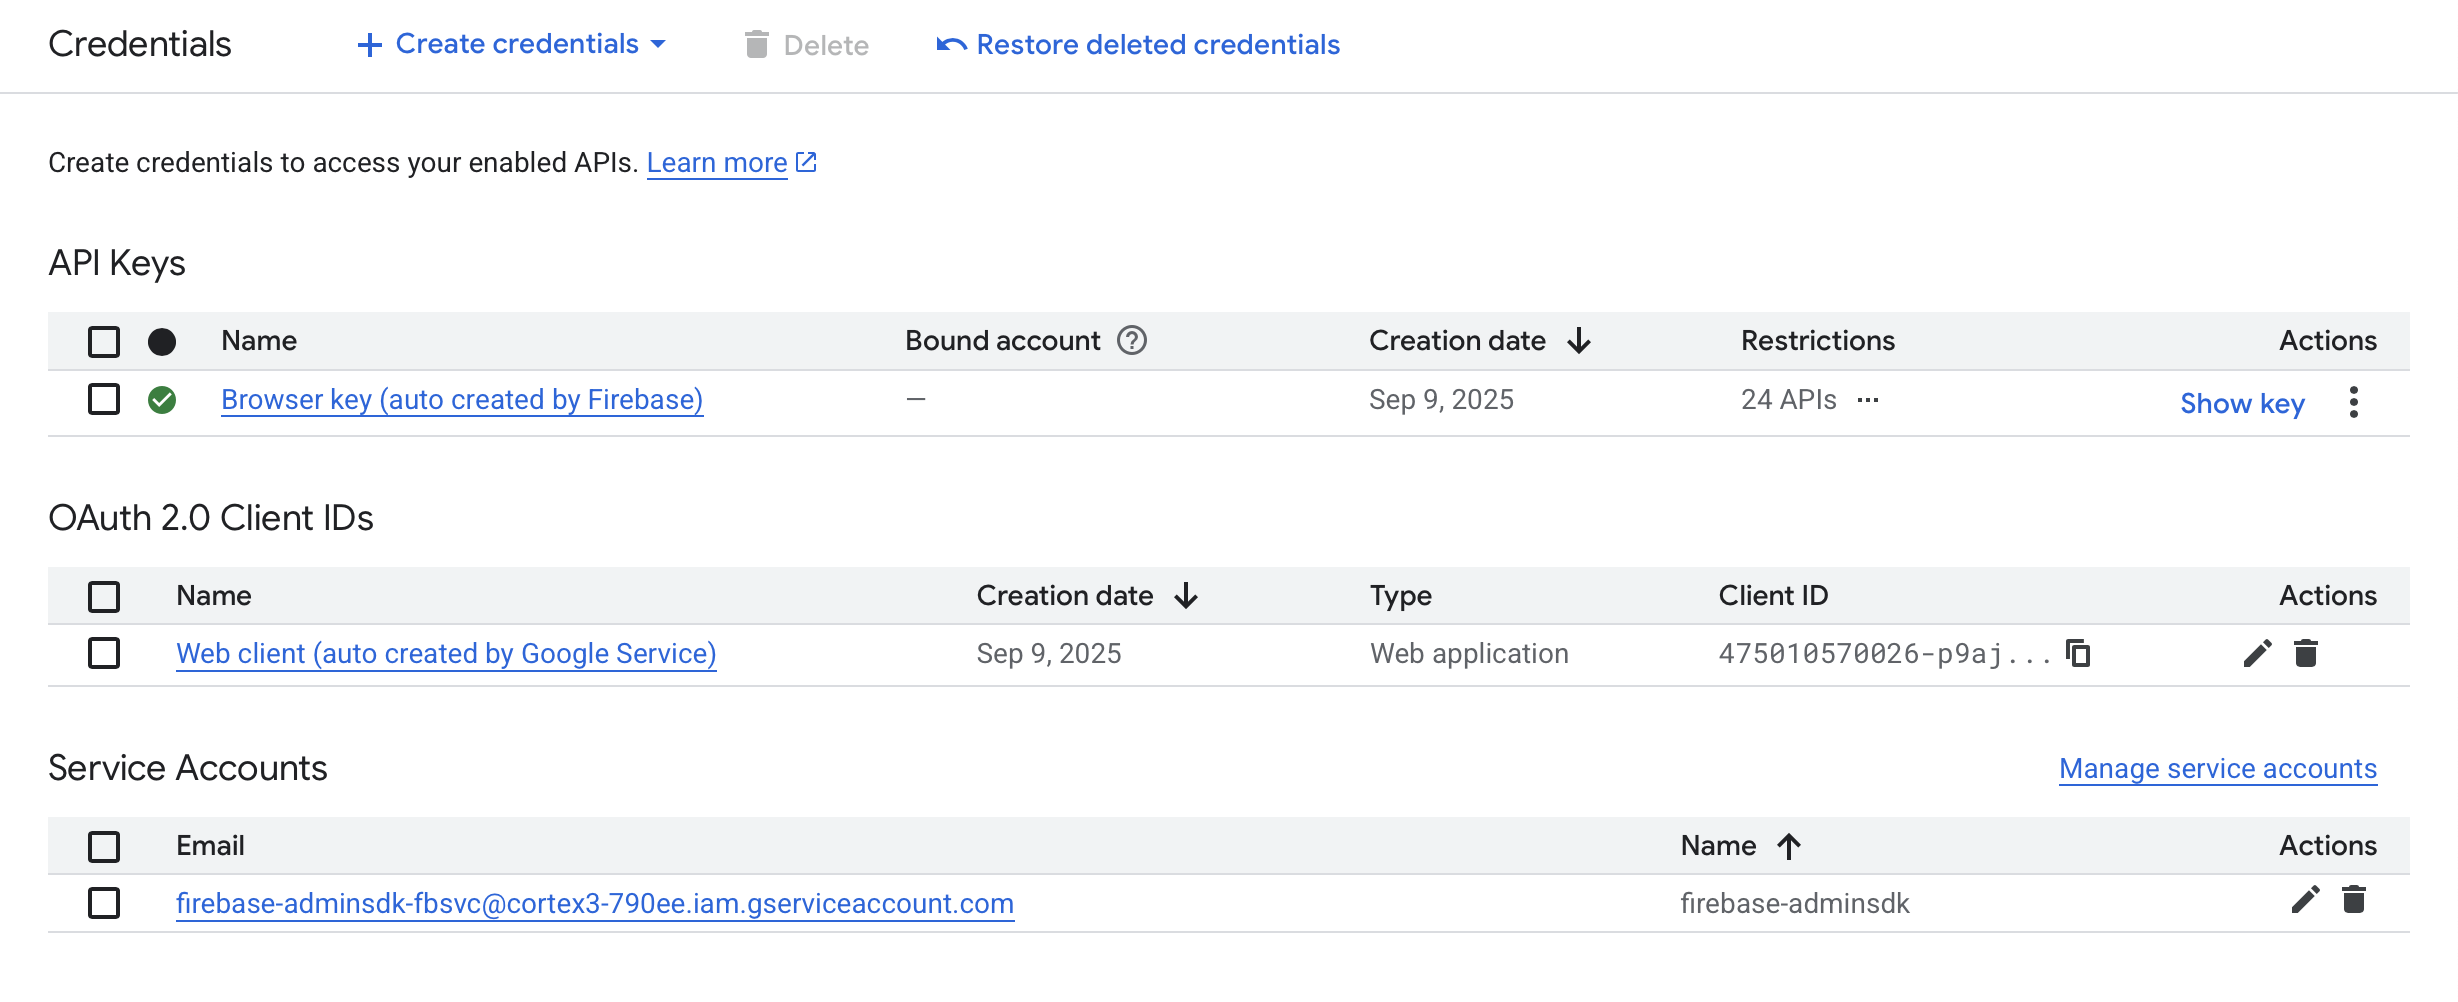 Credentials
Create credentials
Delete
Restore deleted credentials
Create credentials to access your enabled APIs. Learn more
API Keys
Name Bound account Creation date Restrictions Actions
Browser key (auto created by Firebase) — Sep 9, 2025 24 APIs ... Show key
OAuth 2.0 Client IDs
Name Creation date Type Client ID Actions
Web client (auto created by Google Service) Sep 9, 2025 Web application 475010570026-p9aj...
Service Accounts Manage service accounts
Email Name Actions
firebase-adminsdk-fbsvc@cortex3-790ee.iam.gserviceaccount.com firebase-adminsdk